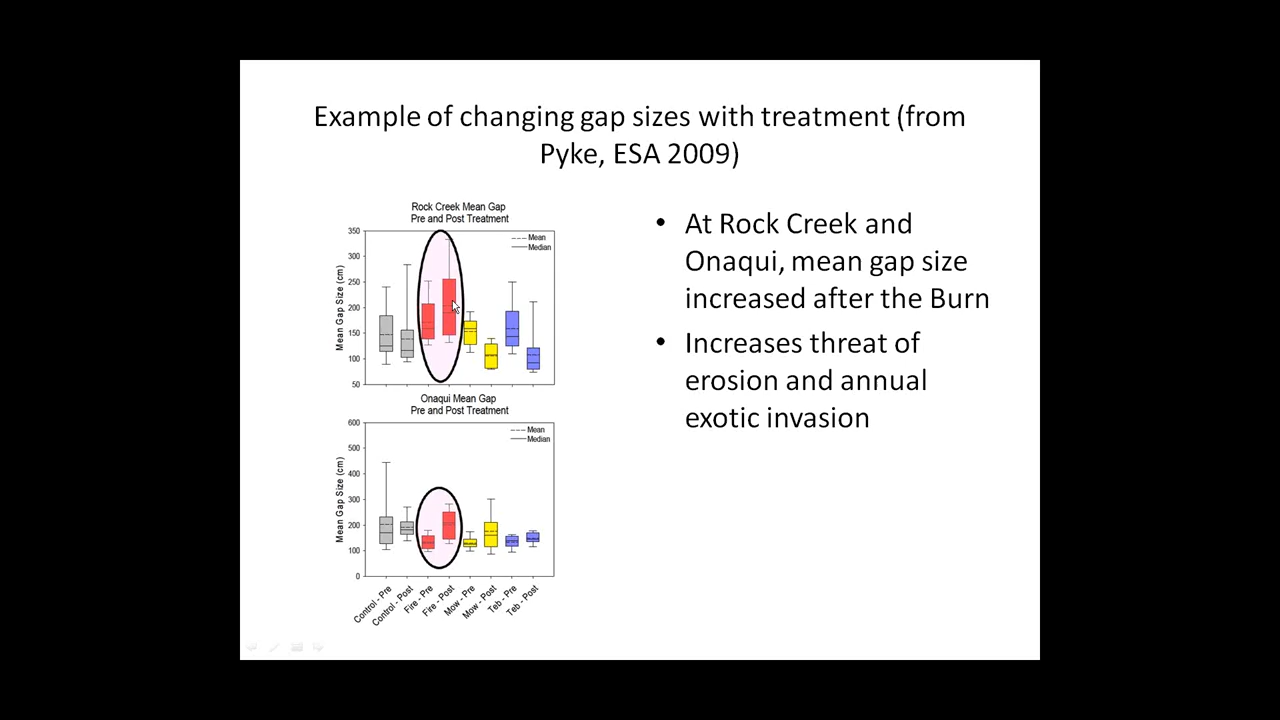 Example of changing gap sizes with treatment (from
Pyke, ESA 2009)
Rock Creek Mean Gap
Pre and Post Treatment
Mean Gap Size (cm)
350
300
250
200
150
100
50
Mean
Median
Onaqui Mean Gap
Pre and Post Treatment
Mean Gap Size (cm)
600
500
400
300
200
100
0
Mean
Median
Control - Pre
Control - Post
Fire - Pre
Fire - Post
Mow - Pre
Mow - Post
Teb - Pre
Teb - Post
• At Rock Creek and
Onaqui, mean gap size
increased after the Burn
• Increases threat of
erosion and annual
exotic invasion